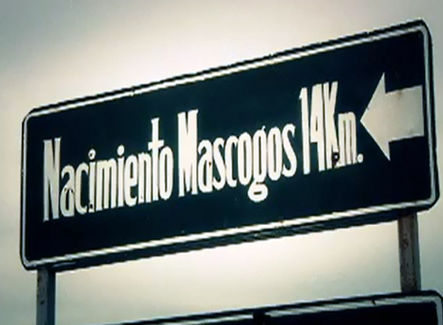 Nacimiento Mascogos 14Km.